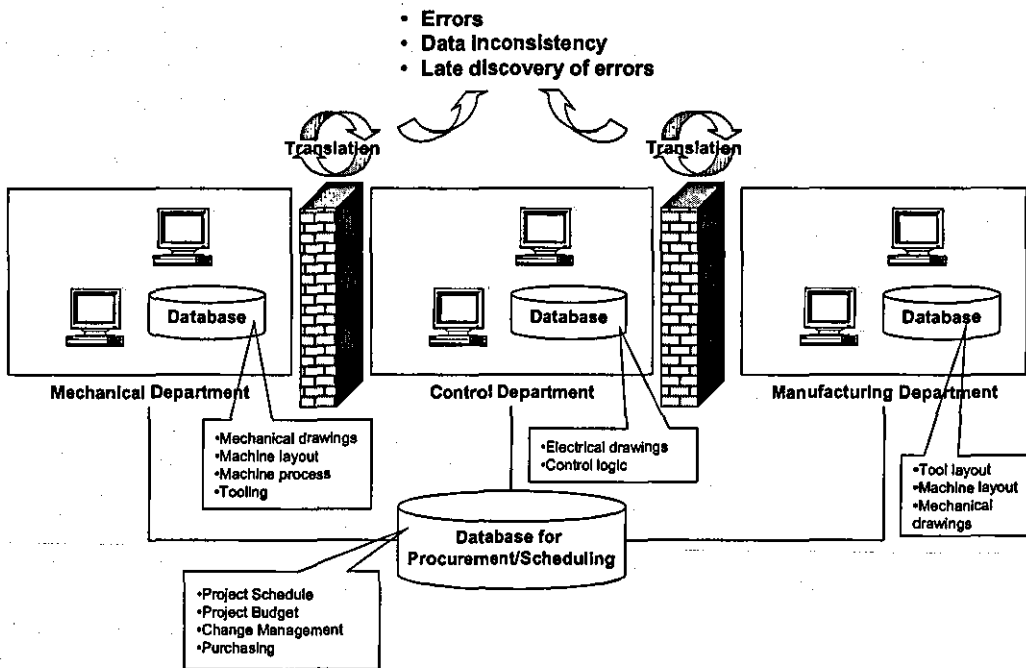 • Errors
• Data inconsistency
• Late discovery of errors
Translation
Translation
Database
Database
Database
Mechanical Department
Control Department
Manufacturing Department
•Mechanical drawings
•Machine layout
•Machine process
•Tooling
•Electrical drawings
•Control logic
•Tool layout
•Machine layout
•Mechanical
drawings
Database for
Procurement/Scheduling
•Project Schedule
•Project Budget
•Change Management
•Purchasing